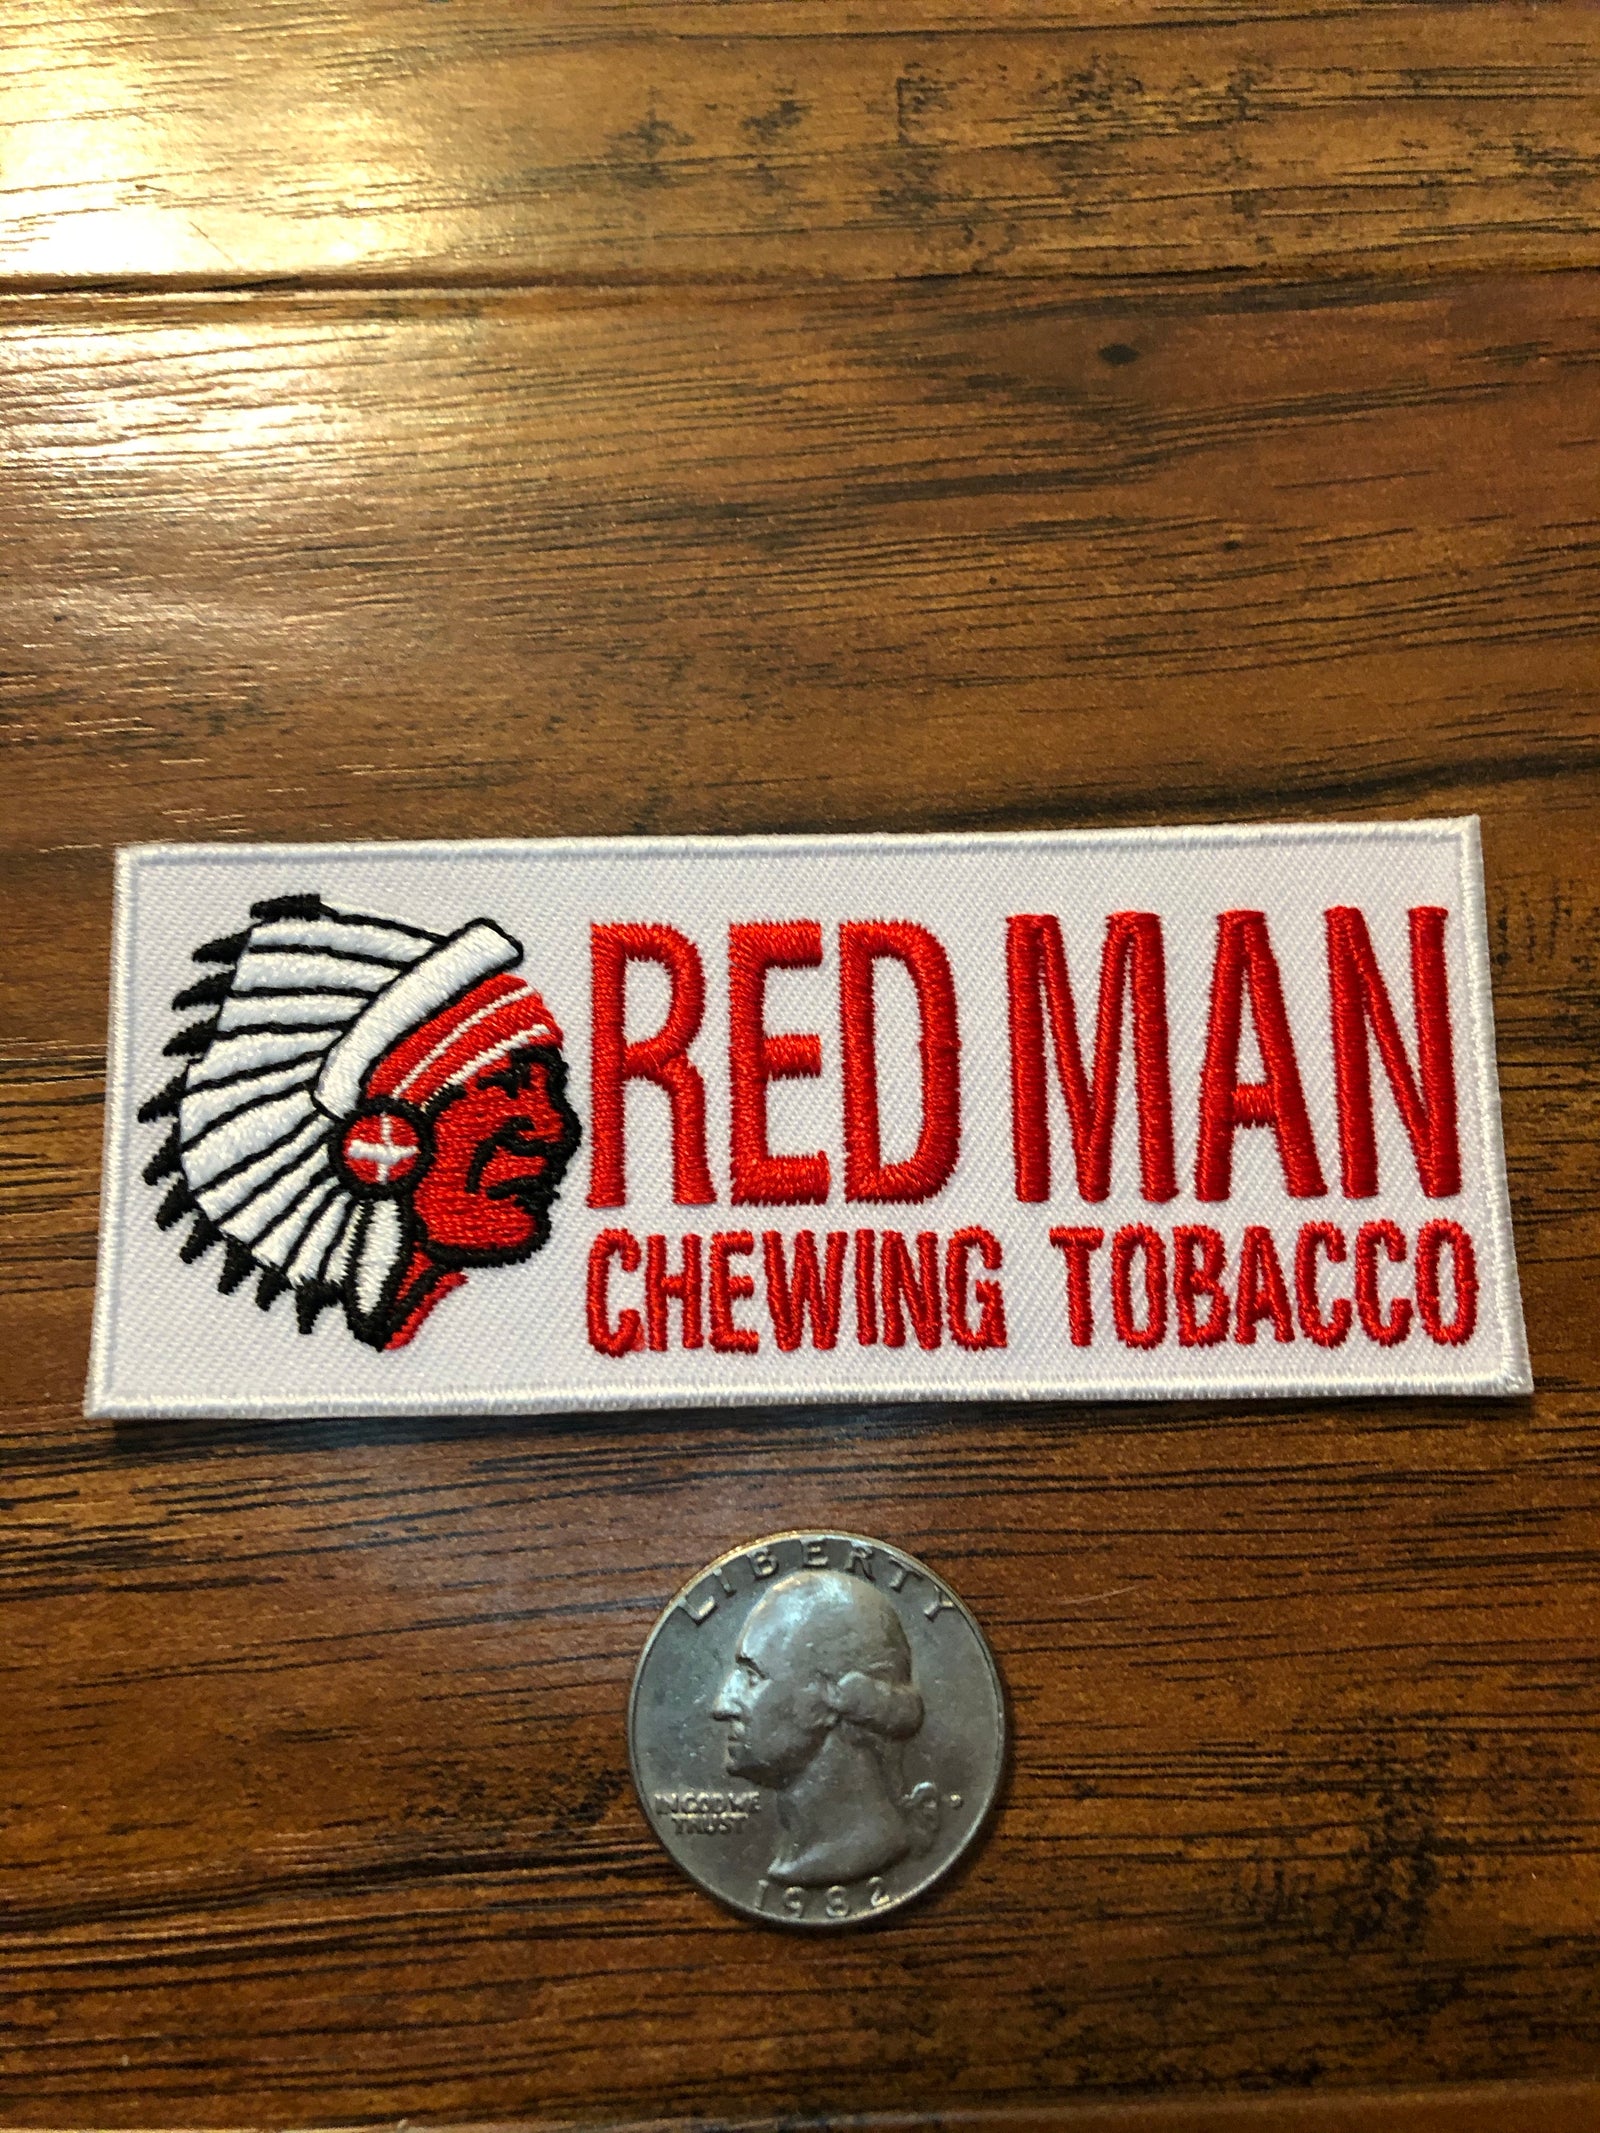 RED MAN
CHEWING TOBACCO
LIBERTY
IN GOD WE
TRUST
D
1982